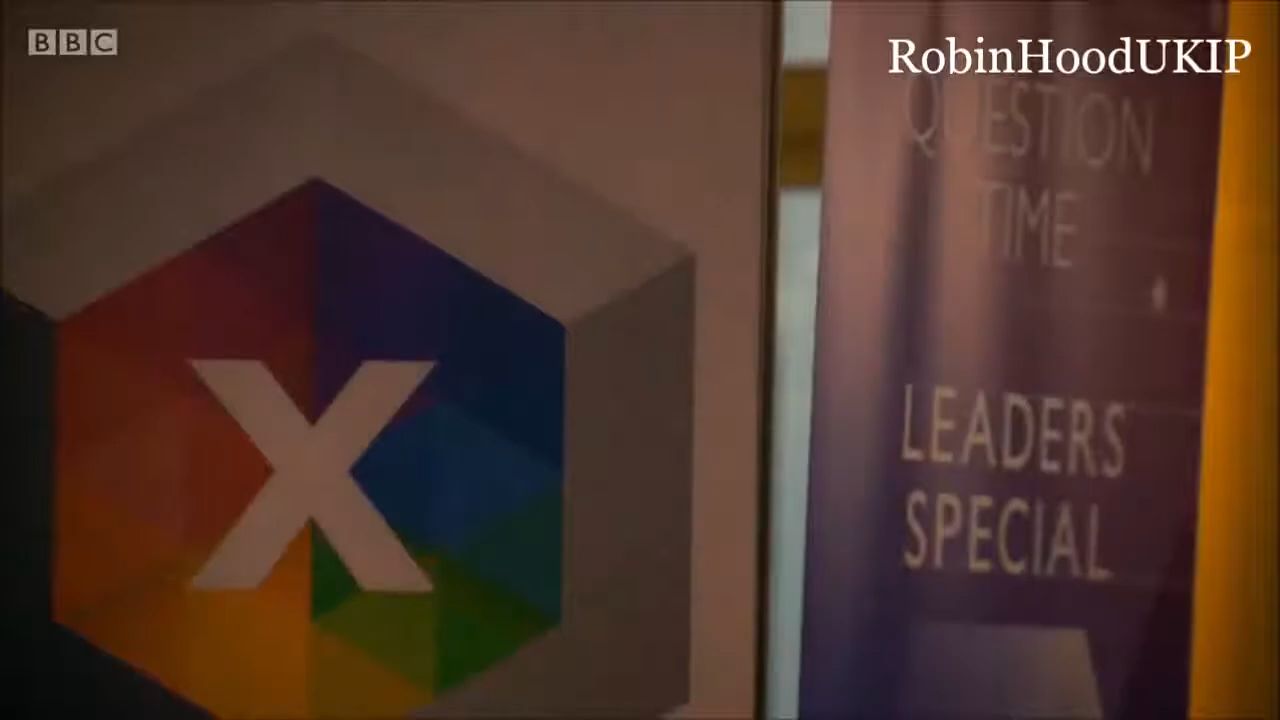 BBC
RobinHoodUKIP
X
QUESTION
TIME
LEADERS
SPECIAL